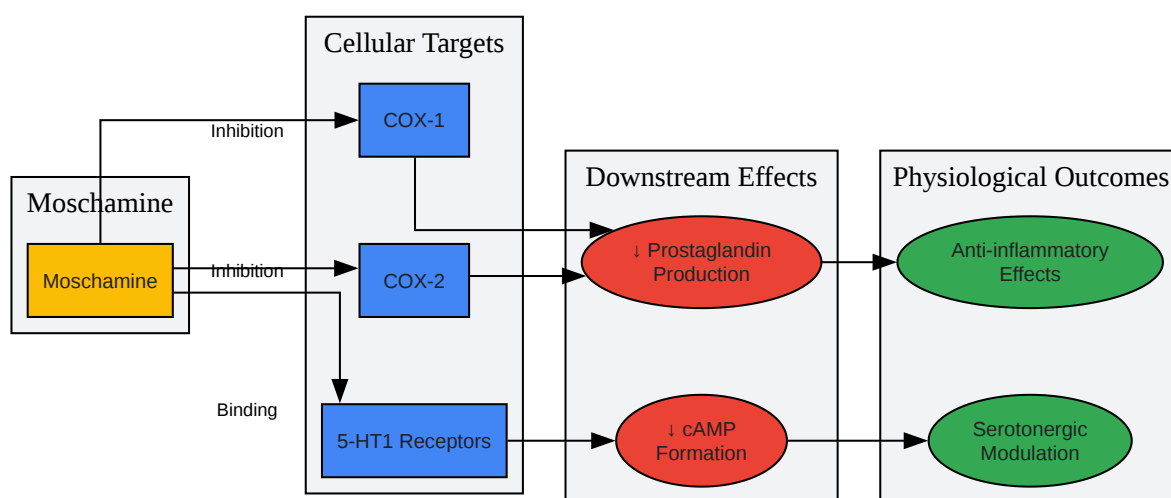 Cellular Targets
COX-1
Inhibition
Moschamine
Downstream Effects
Physiological Outcomes
Moschamine
Inhibition
COX-2
↓ Prostaglandin
Production
Anti-inflammatory
Effects
Binding
5-HT1 Receptors
↓ cAMP
Formation
Serotonergic
Modulation